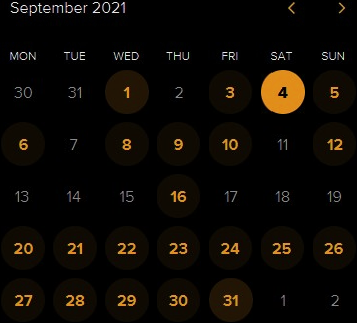 September 2021 < >
MON TUE WED THU FRI SAT SUN
30 31 1 2 3 4 5
6 7 8 9 10 11 12
13 14 15 16 17 18 19
20 21 22 23 24 25 26
27 28 29 30 31 1 2